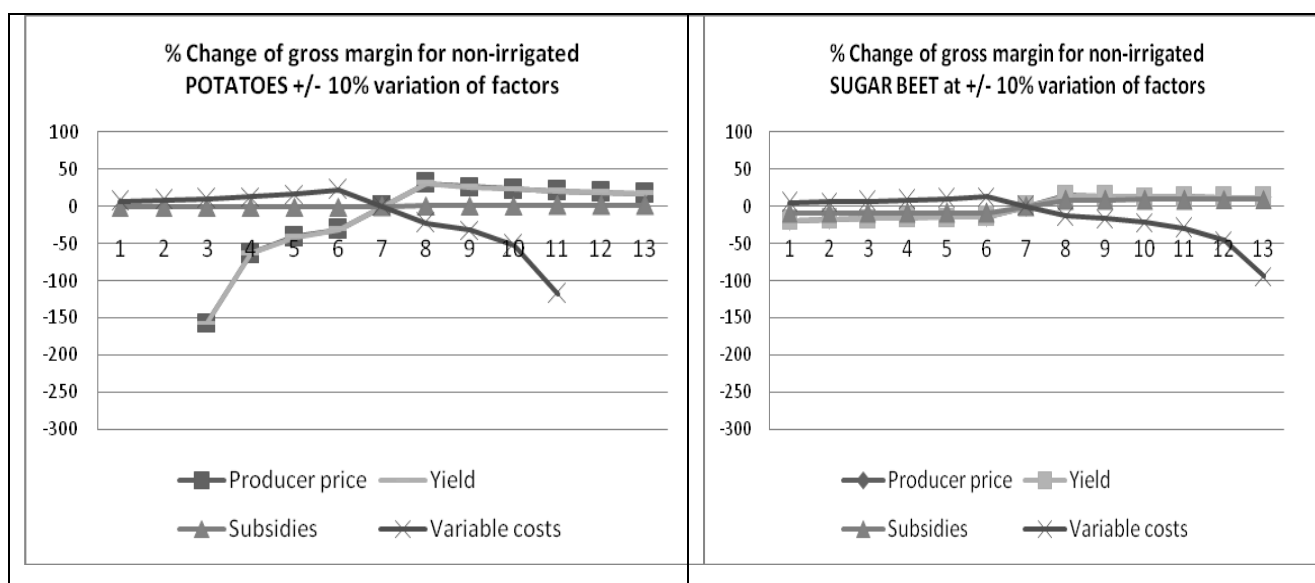 % Change of gross margin for non-irrigated
POTATOES +/- 10% variation of factors
100
50
0
-50
-100
-150
-200
-250
-300
1 2 3 4 5 6 7 8 9 10 11 12 13
Producer price Yield
Subsidies Variable costs
% Change of gross margin for non-irrigated
SUGAR BEET at +/- 10% variation of factors
100
50
0
-50
-100
-150
-200
-250
-300
1 2 3 4 5 6 7 8 9 10 11 12 13
Producer price Yield
Subsidies Variable costs